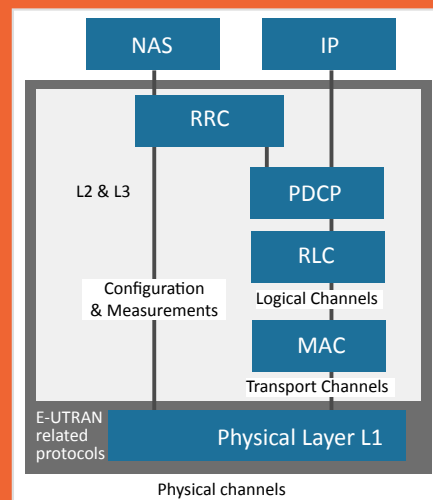 NAS
IP
RRC
L2 & L3
PDCP
RLC
Configuration
& Measurements
Logical Channels
MAC
Transport Channels
E-UTRAN
related
protocols
Physical Layer L1
Physical channels